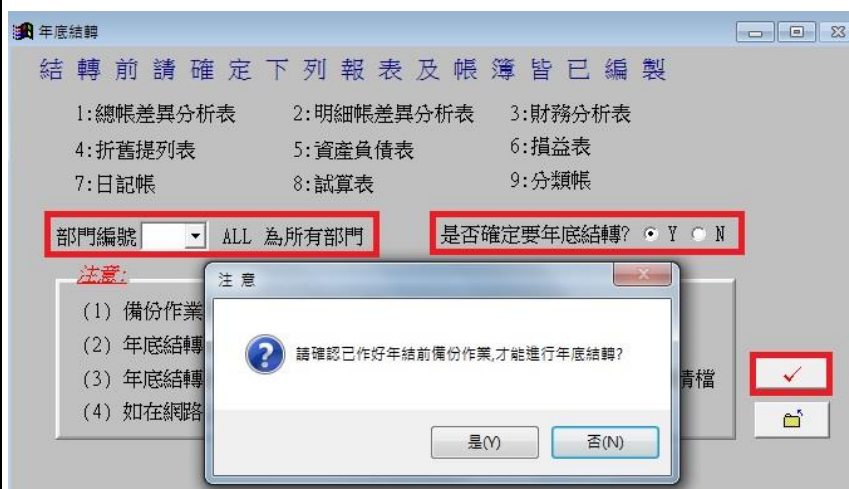 年底結轉
結轉前請確定下列報表及帳簿皆已編製
1:總帳差異分析表 2:明細帳差異分析表 3:財務分析表
4:折舊提列表 5:資產負債表 6:損益表
7:日記帳 8:試算表 9:分類帳
部門編號 ALL 為所有部門 是否確定要年底結轉? Y N
注意:
(1) 備份作業
(2) 年底結轉
(3) 年底結轉 情檔
(4) 如在網路
注 意
請確認已作好年結前備份作業,才能進行年底結轉?
是(Y) 否(N)